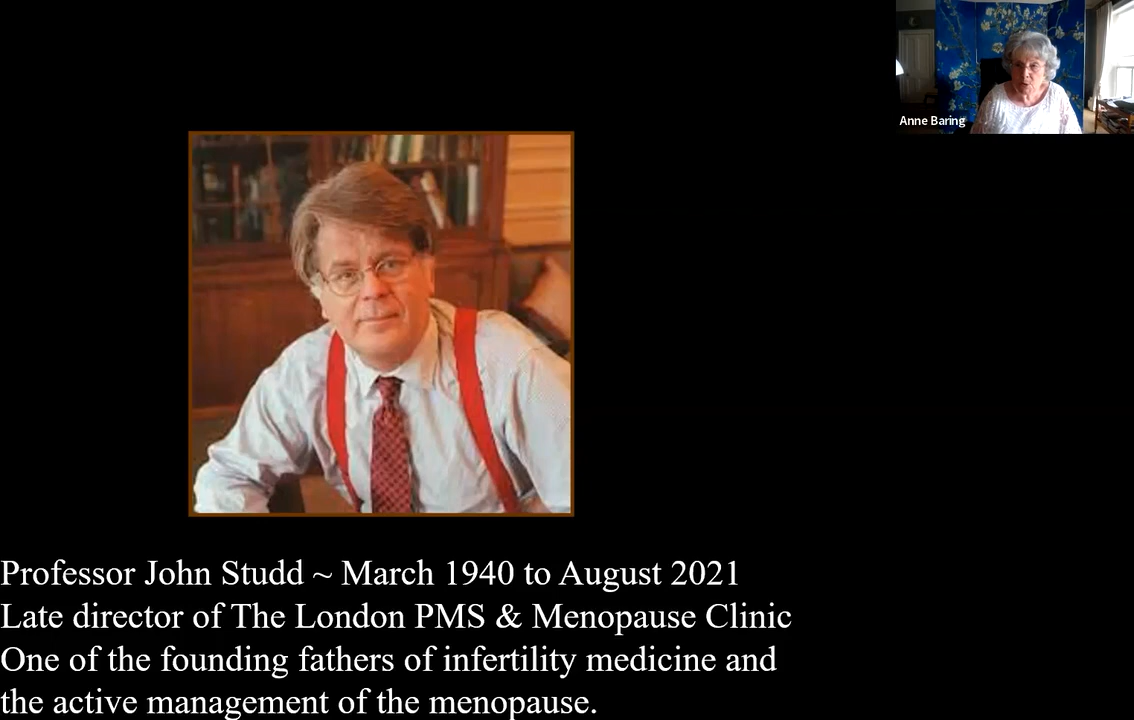 Anne Baring
Professor John Studd ~ March 1940 to August 2021
Late director of The London PMS & Menopause Clinic
One of the founding fathers of infertility medicine and
the active management of the menopause.